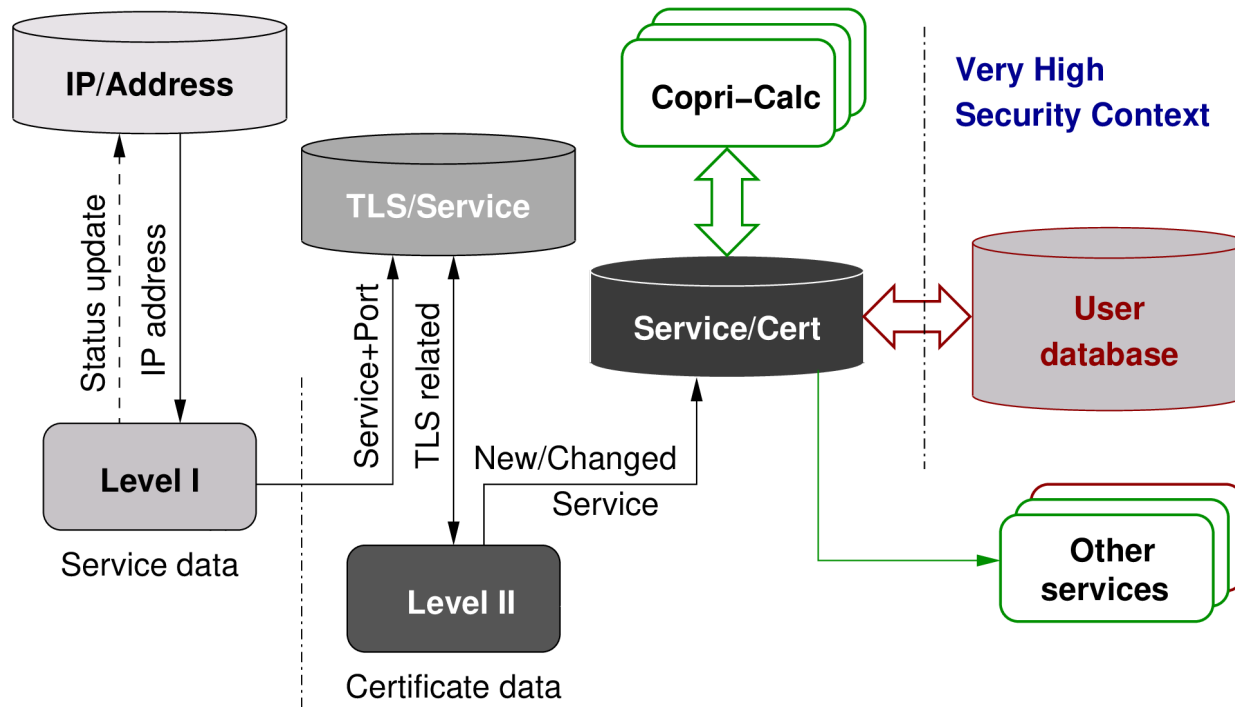 IP/Address
Status update
IP address
Level I
Service data
TLS/Service
Service+Port
TLS related
Level II
Certificate data
New/Changed
Service
Copri−Calc
Service/Cert
Very High
Security Context
User
database
Other
services